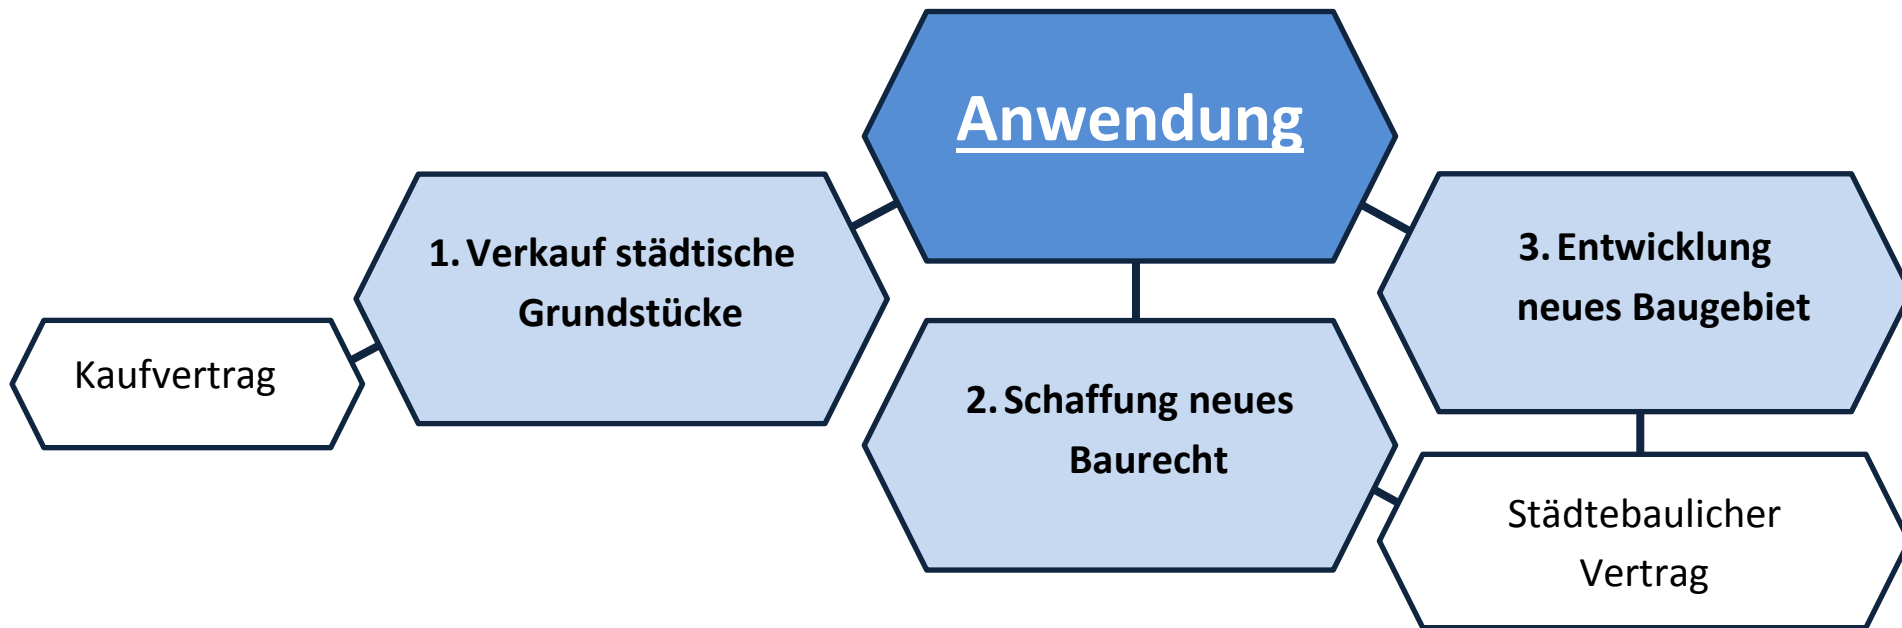 Anwendung
1. Verkauf städtische
Grundstücke
Kaufvertrag
2. Schaffung neues
Baurecht
3. Entwicklung
neues Baugebiet
Städtebaulicher
Vertrag